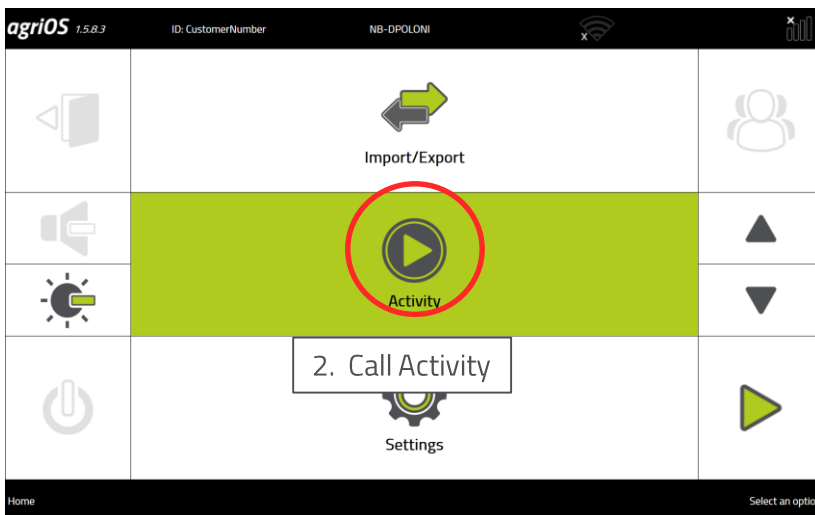 agriOS 1.5.8.3 ID: CustomerNumber NB-DPOLONI
x x
Import/Export
Activity
2. Call Activity
Settings
Home Select an optio